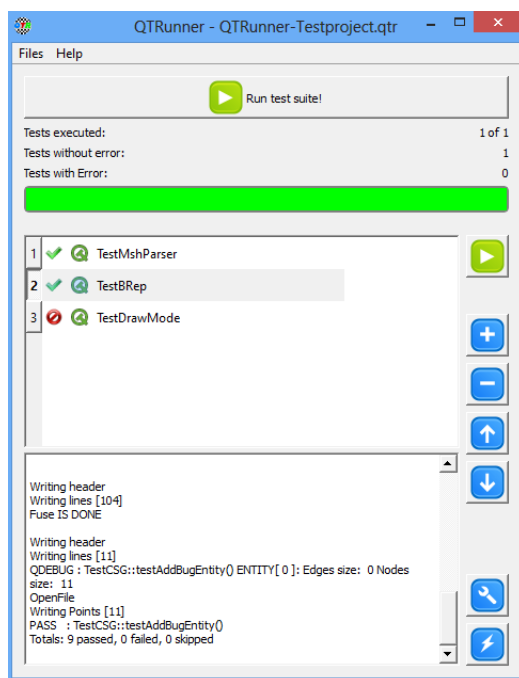 QTRunner - QTRunner-Testproject.qtr
Files Help
Run test suite!
Tests executed: 1 of 1
Tests without error: 1
Tests with Error: 0
1 TestMshParser
2 TestBRep
3 TestDrawMode
Writing header
Writing lines [104]
Fuse IS DONE
Writing header
Writing lines [11]
QDEBUG : TestCSG::testAddBugEntity() ENTITY[ 0 ]: Edges size: 0 Nodes
size: 11
OpenFile
Writing Points [11]
PASS : TestCSG::testAddBugEntity()
Totals: 9 passed, 0 failed, 0 skipped